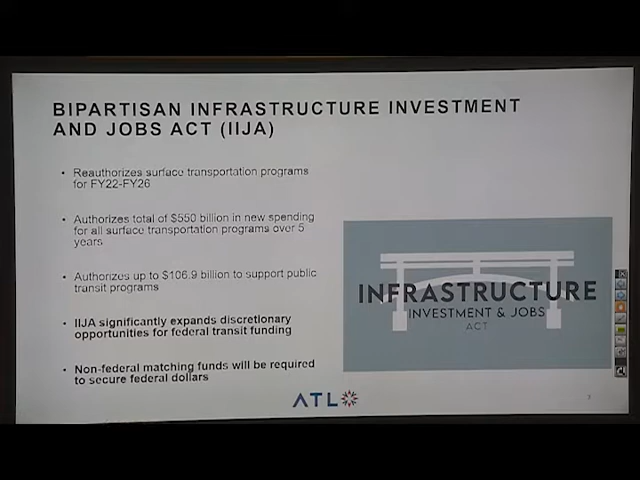 BIPARTISAN INFRASTRUCTURE INVESTMENT
AND JOBS ACT (IIJA)
• Reauthorizes surface transportation programs
for FY22-FY26
• Authorizes total of $550 billion in new spending
for all surface transportation programs over 5
years
• Authorizes up to $106.9 billion to support public
transit programs
• IIJA significantly expands discretionary
opportunities for federal transit funding
• Non-federal matching funds will be required
to secure federal dollars
INFRASTRUCTURE
INVESTMENT & JOBS
ACT
ATL